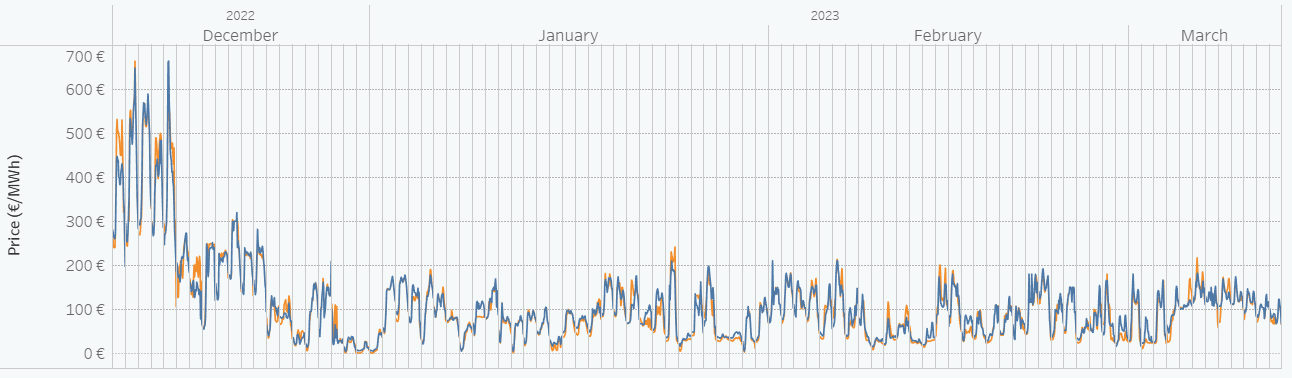 2022
2023
December
January
February
March
Price (€/MWh)
700 €
600 €
500 €
400 €
300 €
200 €
100 €
0 €